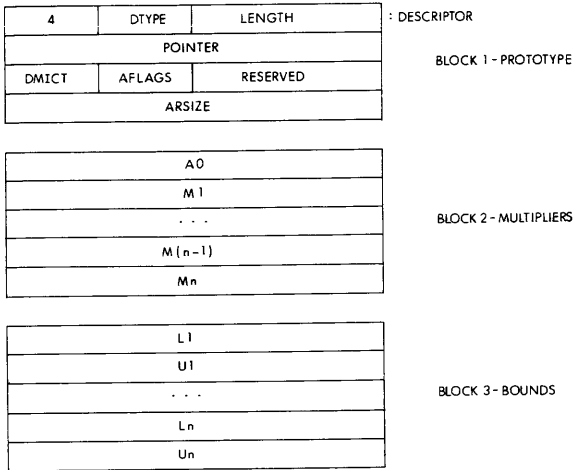 4 DTYPE LENGTH : DESCRIPTOR
POINTER
BLOCK 1 - PROTOTYPE
DMICT AFLAGS RESERVED
ARSIZE
A0
M1
. . .
BLOCK 2 - MULTIPLIERS
M(n-1)
Mn
L1
U1
. . .
BLOCK 3 - BOUNDS
Ln
Un